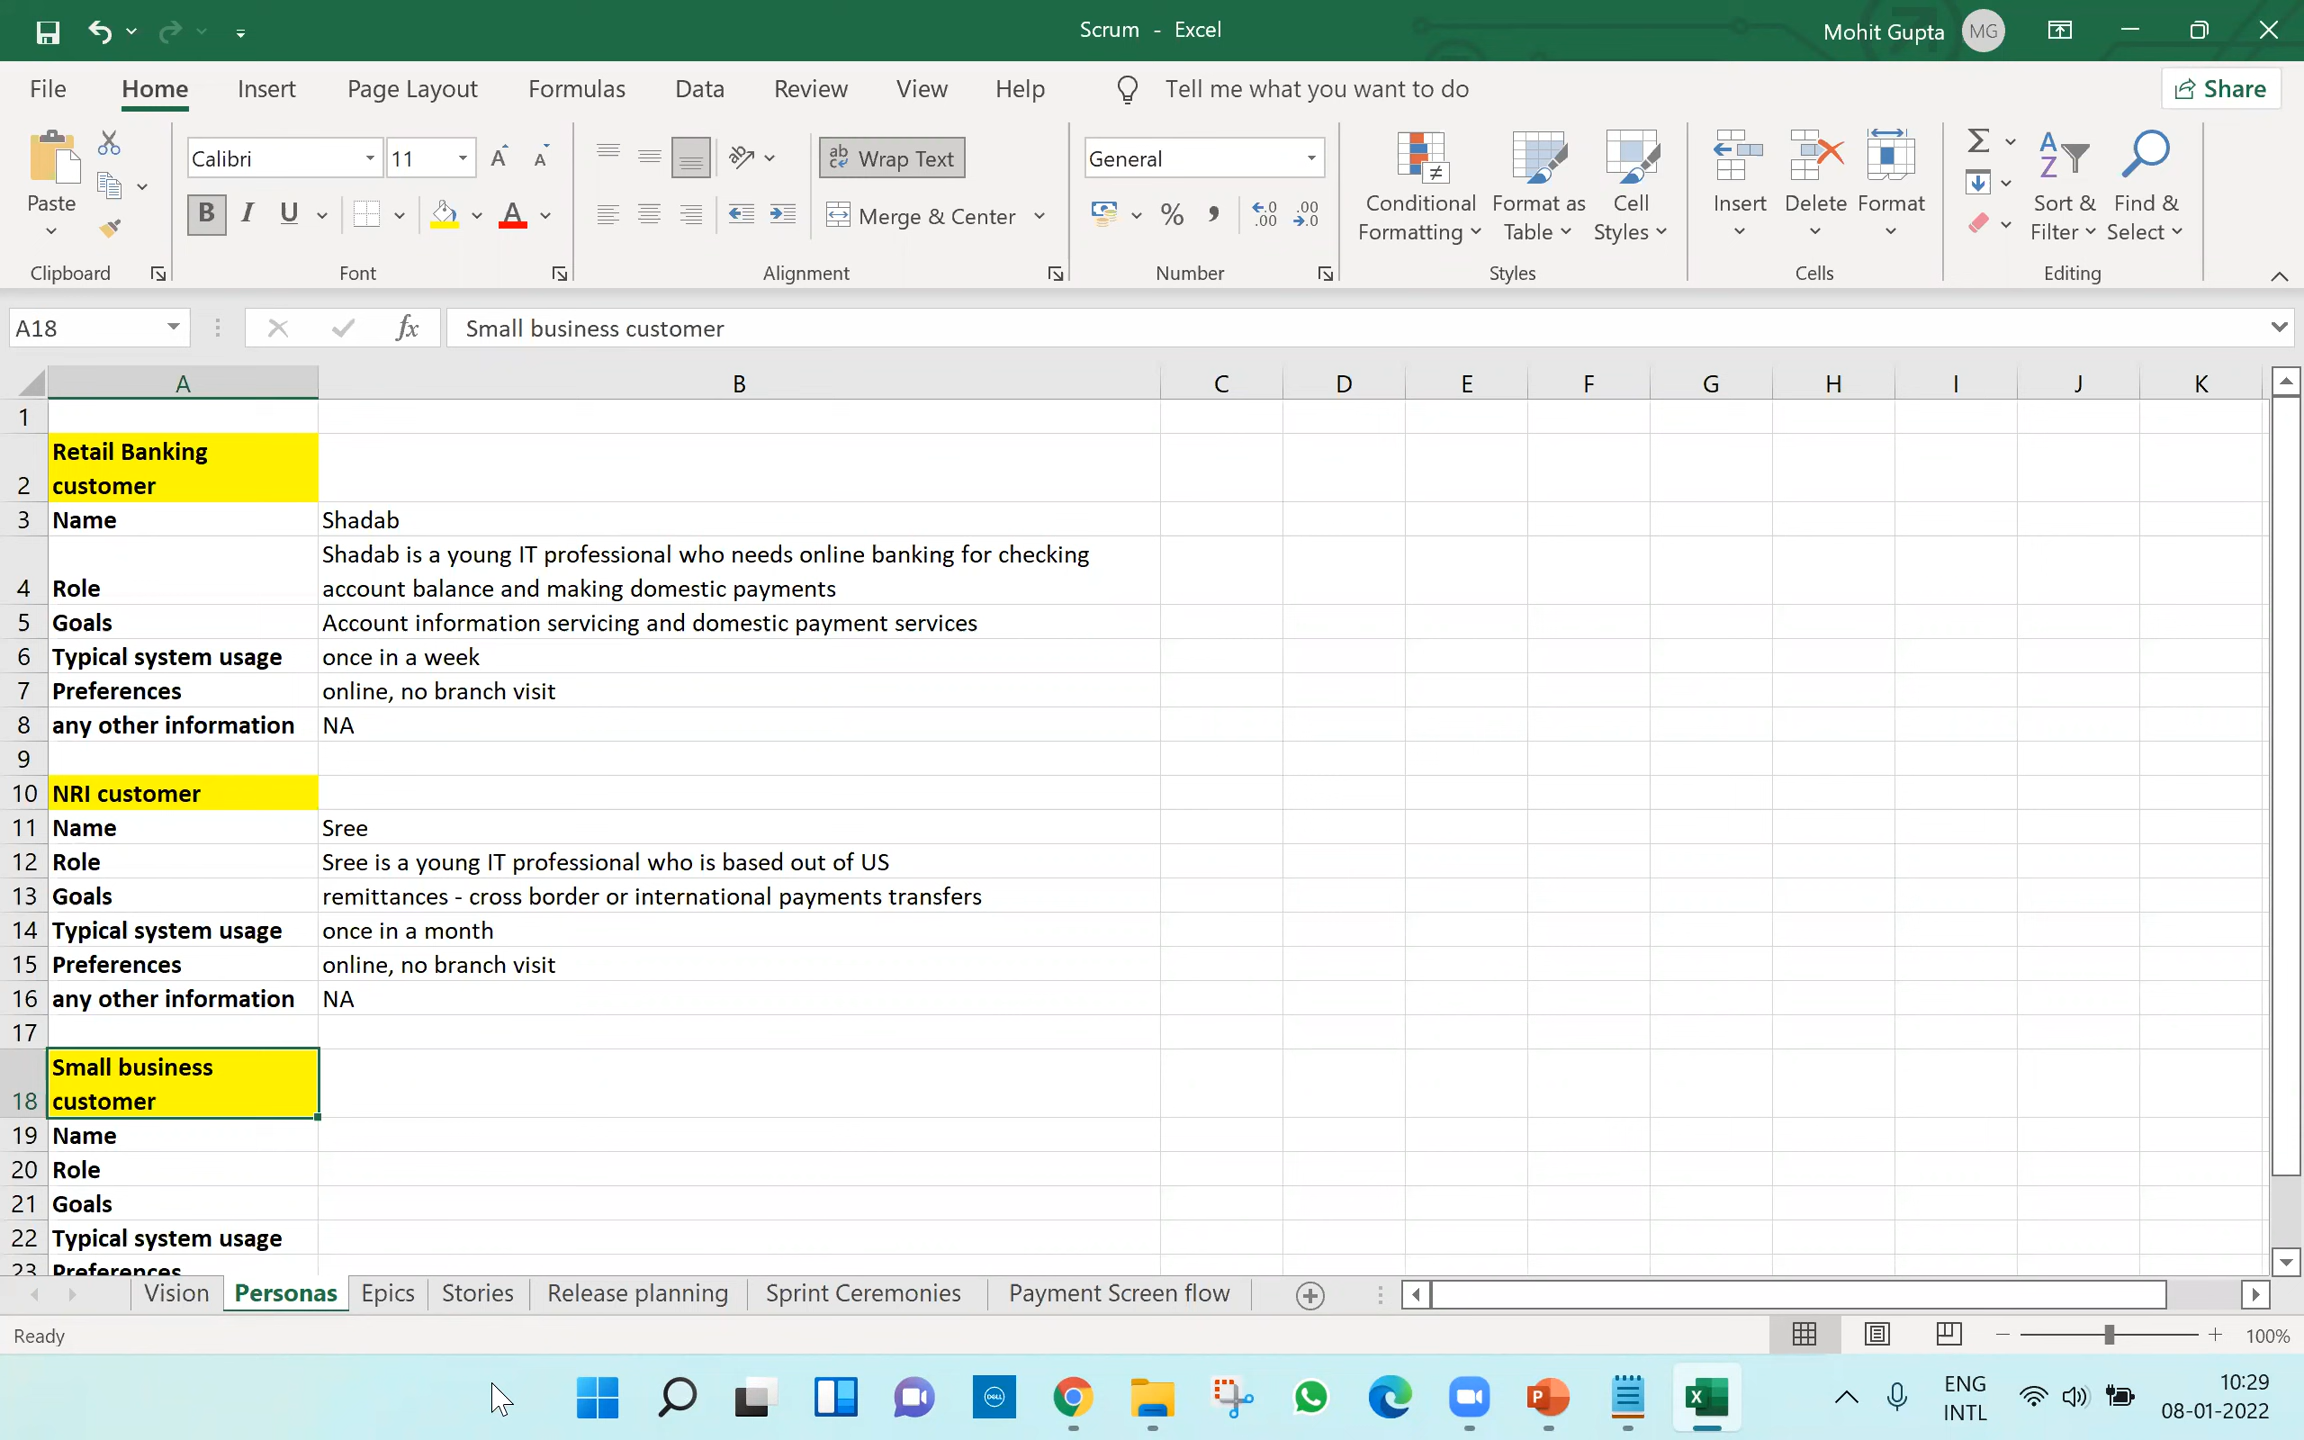 Scrum - Excel
Mohit Gupta MG
File Home Insert Page Layout Formulas Data Review View Help Tell me what you want to do Share
Paste
Calibri 11
ab Wrap Text
General
Conditional Formatting
Format as Table
Cell Styles
Insert Delete Format
Sort & Filter
Find & Select
B I U
Merge & Center
Clipboard Font Alignment Number Styles Cells Editing
A18 fx Small business customer
A B C D E F G H I J K
1
Retail Banking
2 customer
3 Name Shadab
Shadab is a young IT professional who needs online banking for checking
4 Role account balance and making domestic payments
5 Goals Account information servicing and domestic payment services
6 Typical system usage once in a week
7 Preferences online, no branch visit
8 any other information NA
9
10 NRI customer
11 Name Sree
12 Role Sree is a young IT professional who is based out of US
13 Goals remittances - cross border or international payments transfers
14 Typical system usage once in a month
15 Preferences online, no branch visit
16 any other information NA
17
Small business
18 customer
19 Name
20 Role
21 Goals
22 Typical system usage
23 Preferences
Vision Personas Epics Stories Release planning Sprint Ceremonies Payment Screen flow
Ready 100%
ENG 10:29
INTL 08-01-2022